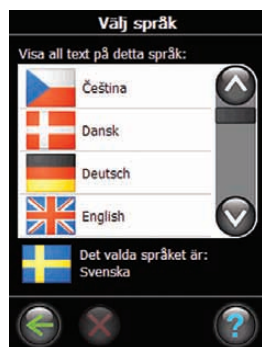 Välj språk
Visa all text på detta språk:
Čeština
Dansk
Deutsch
English
Det valda språket är:
Svenska
?